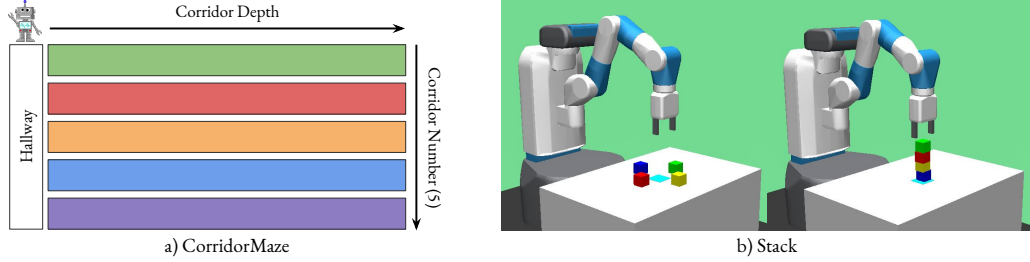 Corridor Depth
Hallway
Corridor Number (5)
a) CorridorMaze
b) Stack